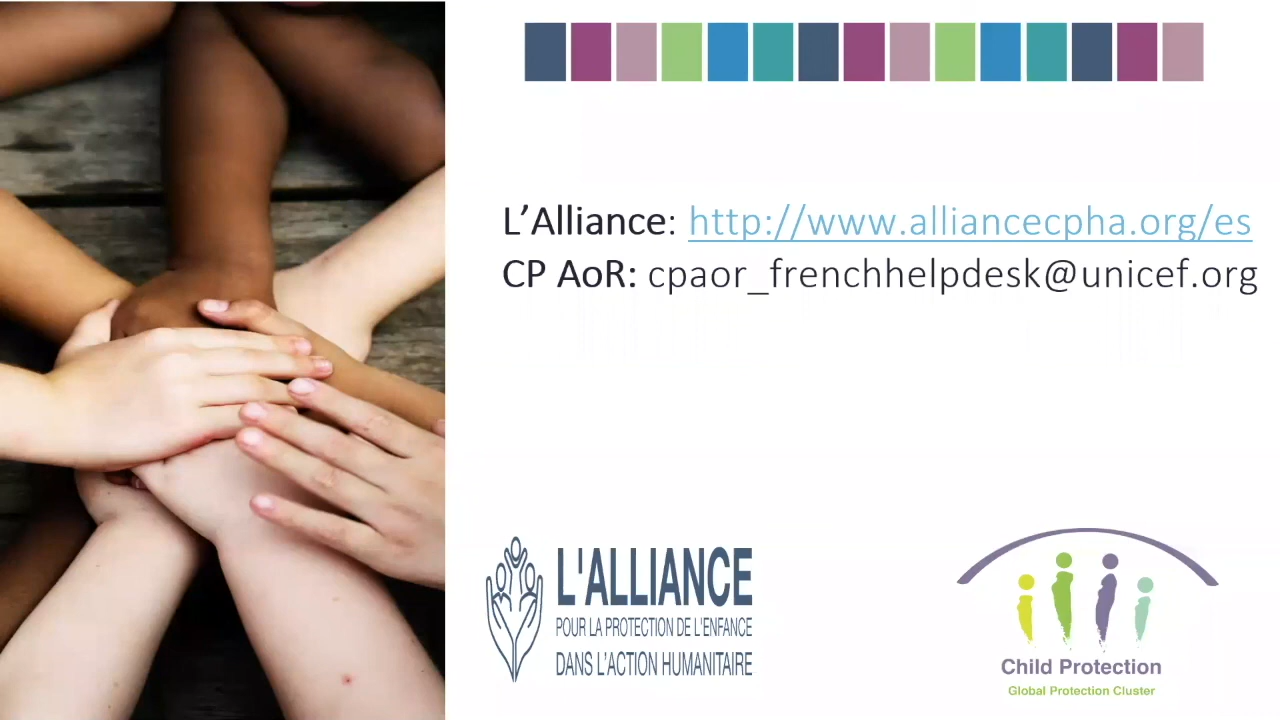 L'Alliance: http://www.alliancecpha.org/es
CP AoR: cpaor_frenchhelpdesk@unicef.org
L'ALLIANCE
POUR LA PROTECTION DE L'ENFANCE
DANS L'ACTION HUMANITAIRE
Child Protection
Global Protection Cluster